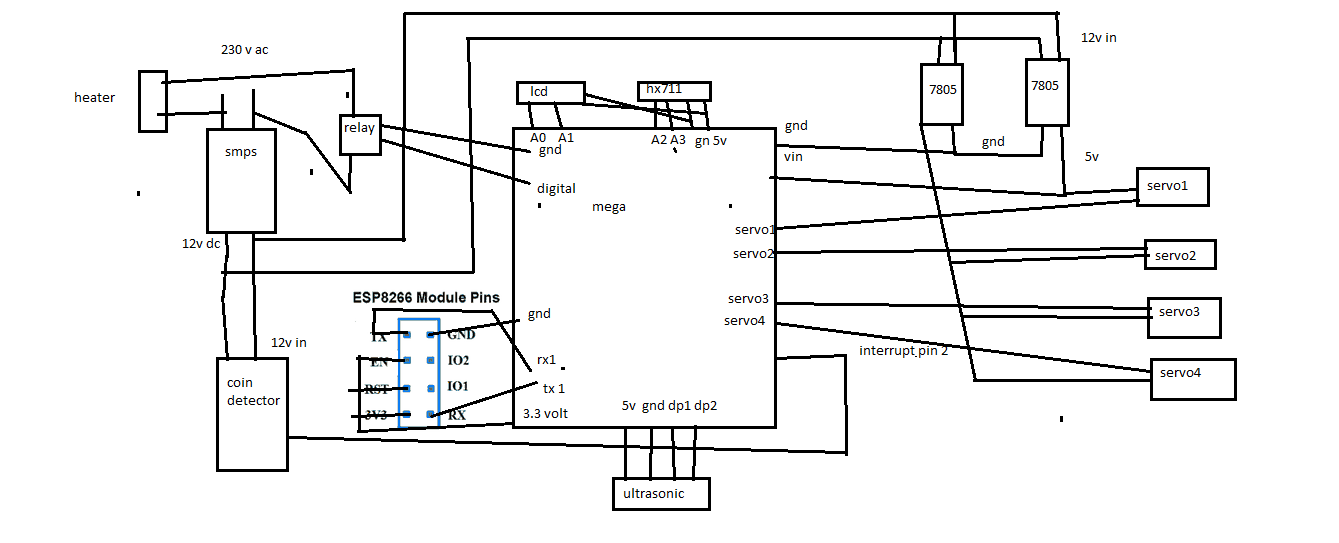 230 v ac
12v in
heater
lcd
hx711
7805
7805
relay
A0 A1
A2 A3 gn 5v
gnd
gnd
gnd
smps
vin
5v
digital
servo1
mega
servo1
12v dc
servo2
servo2
ESP8266 Module Pins
servo3
servo3
gnd
servo4
TX
GND
12v in
interrupt pin 2
EN
IO2
rx1
servo4
coin
detector
RST
IO1
tx 1
3V3
RX
3.3 volt
5v gnd dp1 dp2
ultrasonic